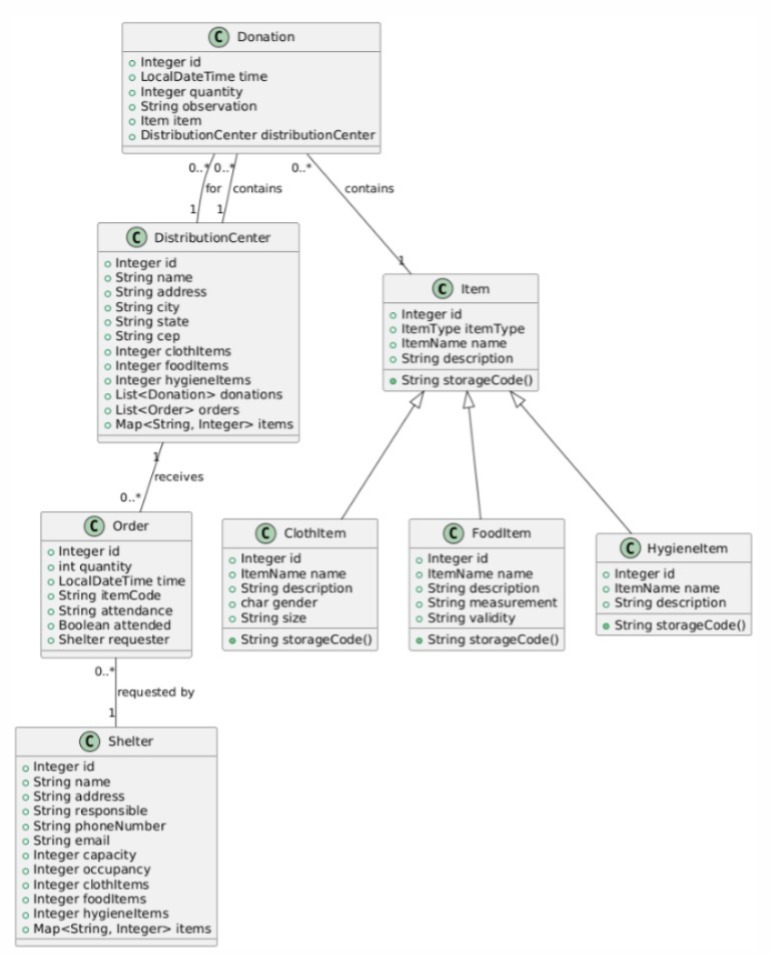 C Donation
Integer id
LocalDateTime time
Integer quantity
String observation
Item item
DistributionCenter distributionCenter
0..* 0..* 0..*
for contains contains
1 1 1
C DistributionCenter
Integer id
String name
String address
String city
String state
String cep
Integer clothItems
Integer foodItems
Integer hygieneItems
List<Donation> donations
List<Order> orders
Map<String, Integer> items
C Item
Integer id
ItemType itemType
ItemName name
String description
String storageCode()
1
receives
0..*
C Order
Integer id
int quantity
LocalDateTime time
String itemCode
String attendance
Boolean attended
Shelter requester
C ClothItem
Integer id
ItemName name
String description
char gender
String size
String storageCode()
C FoodItem
Integer id
ItemName name
String description
String measurement
String validity
String storageCode()
C HygieneItem
Integer id
ItemName name
String description
String storageCode()
0..*
requested by
1
C Shelter
Integer id
String name
String address
String responsible
String phoneNumber
String email
Integer capacity
Integer occupancy
Integer clothItems
Integer foodItems
Integer hygieneItems
Map<String, Integer> items